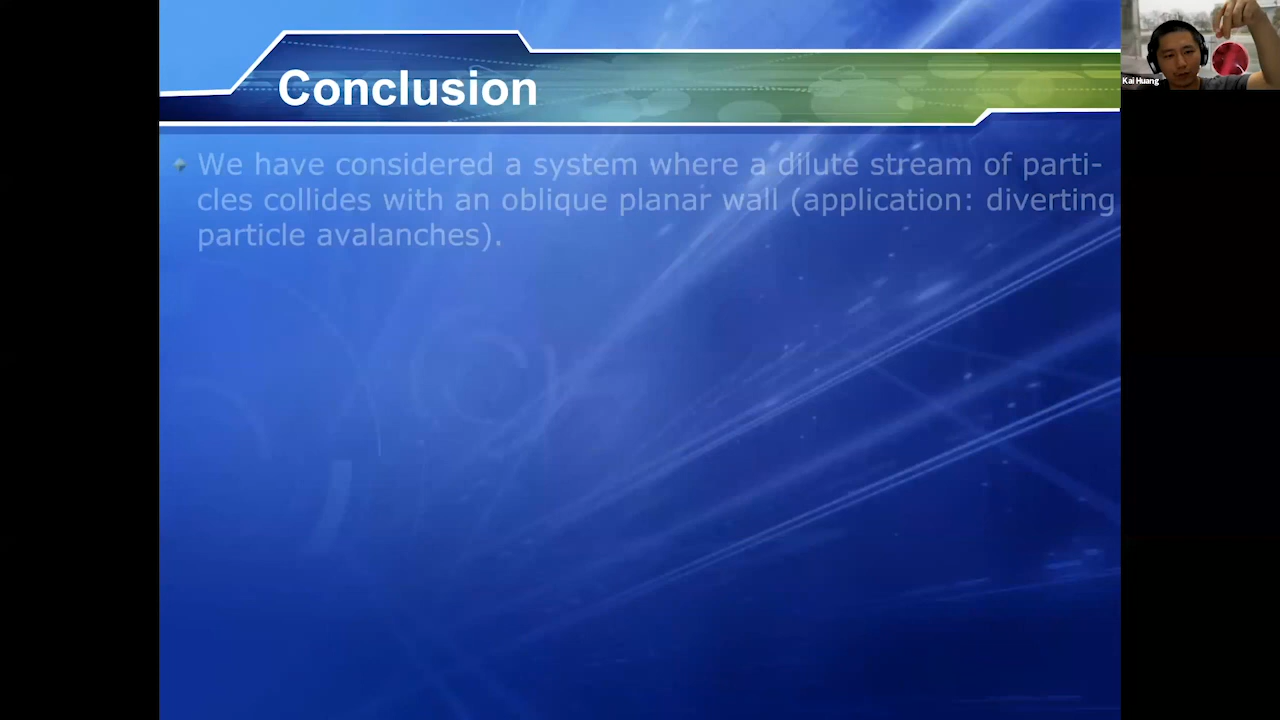 Conclusion
We have considered a system where a dilute stream of parti-
cles collides with an oblique planar wall (application: diverting
particle avalanches).
Kai Huang